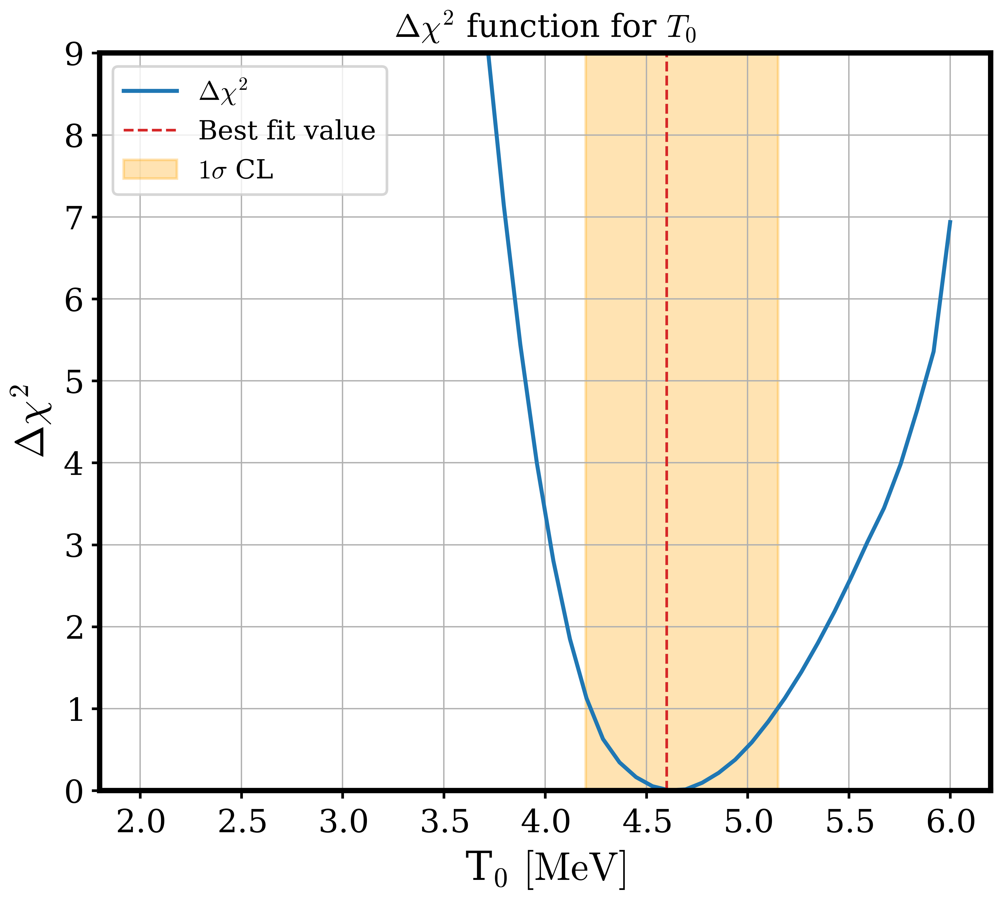 Δχ² function for T₀
Δχ²
Best fit value
1σ CL
9
8
7
6
5
4
3
2
1
0
Δχ²
2.0 2.5 3.0 3.5 4.0 4.5 5.0 5.5 6.0
T₀ [MeV]